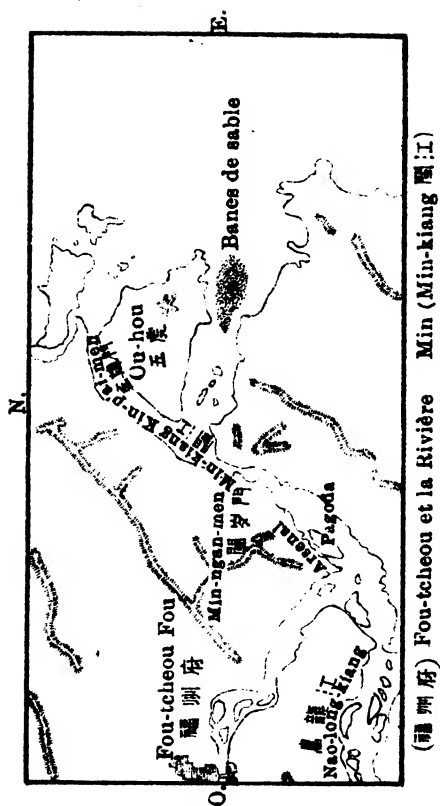 N.
E.
O.
Banes de sable
Ou-hou
五虎
Kin-p'ai-men
Min-kiang
閩江
Min-ngan-men
閩安門
Arsenal
Pagoda
Fou-tcheou Fou
福州府
Nao-long-kiang
龍江
(福州府) Fou-tcheou et la Rivière Min (Min-kiang 閩江)